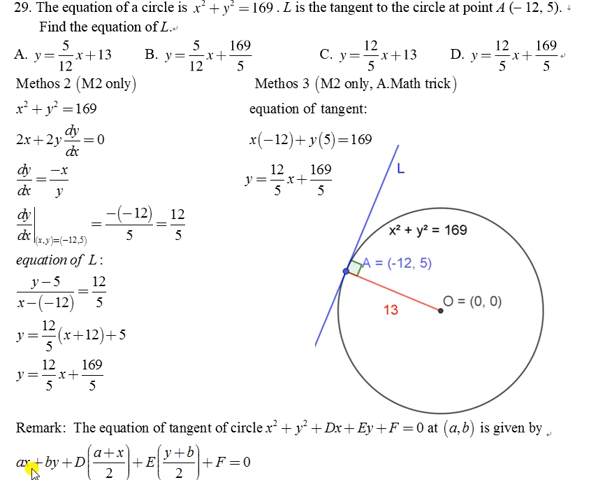 29. The equation of a circle is x² + y² = 169 . L is the tangent to the circle at point A (– 12, 5).
Find the equation of L.
A. y = 5/12 x + 13 B. y = 5/12 x + 169/5 C. y = 12/5 x + 13 D. y = 12/5 x + 169/5
Methos 2 (M2 only)
x² + y² = 169
2x + 2y dy/dx = 0
dy/dx = -x/y
dy/dx |(x,y)=(-12,5) = -(-12)/5 = 12/5
equation of L :
y-5/x-(-12) = 12/5
y = 12/5 (x+12) + 5
y = 12/5 x + 169/5
Methos 3 (M2 only, A.Math trick)
equation of tangent:
x(-12) + y(5) = 169
y = 12/5 x + 169/5
L
x² + y² = 169
A = (-12, 5)
O = (0, 0)
13
Remark: The equation of tangent of circle x² + y² + Dx + Ey + F = 0 at (a,b) is given by
ax + by + D(a+x/2) + E(y+b/2) + F = 0